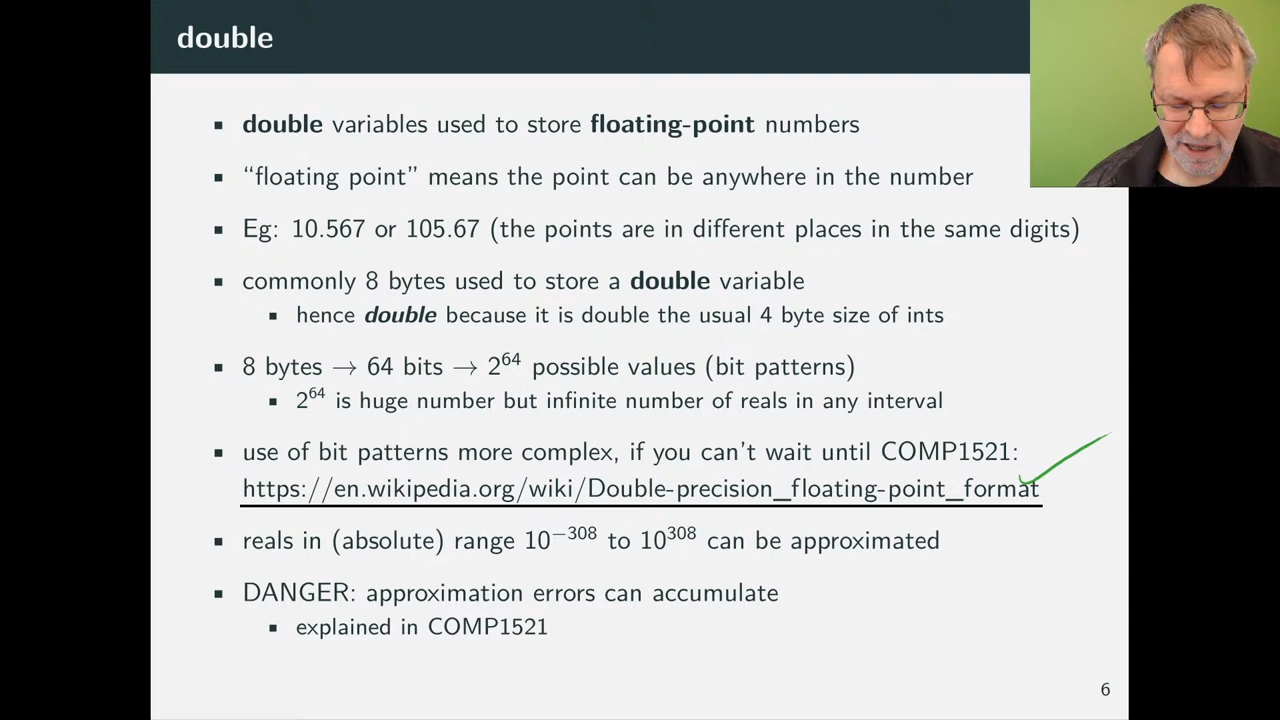 double
▪ double variables used to store floating-point numbers
▪ “floating point” means the point can be anywhere in the number
▪ Eg: 10.567 or 105.67 (the points are in different places in the same digits)
▪ commonly 8 bytes used to store a double variable
▪ hence double because it is double the usual 4 byte size of ints
▪ 8 bytes → 64 bits → 2⁶⁴ possible values (bit patterns)
▪ 2⁶⁴ is huge number but infinite number of reals in any interval
▪ use of bit patterns more complex, if you can’t wait until COMP1521:
https://en.wikipedia.org/wiki/Double-precision_floating-point_format
▪ reals in (absolute) range 10⁻³⁰⁸ to 10³⁰⁸ can be approximated
▪ DANGER: approximation errors can accumulate
▪ explained in COMP1521
6